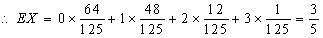 ∴ EX = 0 × 64/125 + 1 × 48/125 + 2 × 12/125 + 3 × 1/125 = 3/5